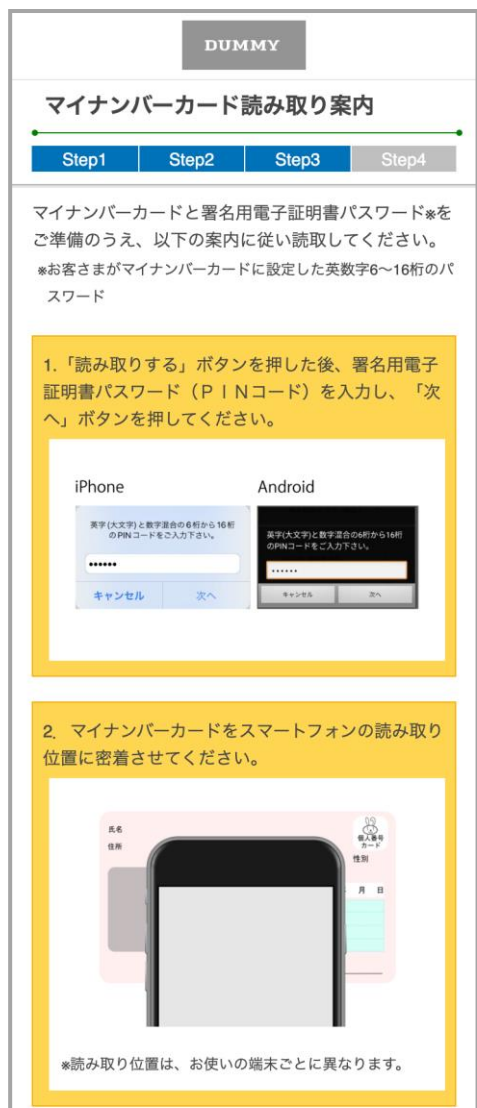 DUMMY
マイナンバーカード読み取り案内
Step1 Step2 Step3 Step4
マイナンバーカードと署名用電子証明書パスワード※を
ご準備のうえ、以下の案内に従い読取してください。
※お客さまがマイナンバーカードに設定した英数字6〜16桁のパ
スワード
1.「読み取りする」ボタンを押した後、署名用電子
証明書パスワード（ＰＩＮコード）を入力し、「次
へ」ボタンを押してください。
iPhone Android
英字(大文字)と数字混合の6桁から16桁
のPINコードをご入力下さい。
••••••
キャンセル 次へ
英字(大文字)と数字混合の6桁から16桁
のPINコードをご入力下さい。
••••••
キャンセル 次へ
2. マイナンバーカードをスマートフォンの読み取り
位置に密着させてください。
氏名
住所
個人番号
カード
性別
月 日
※読み取り位置は、お使いの端末ごとに異なります。